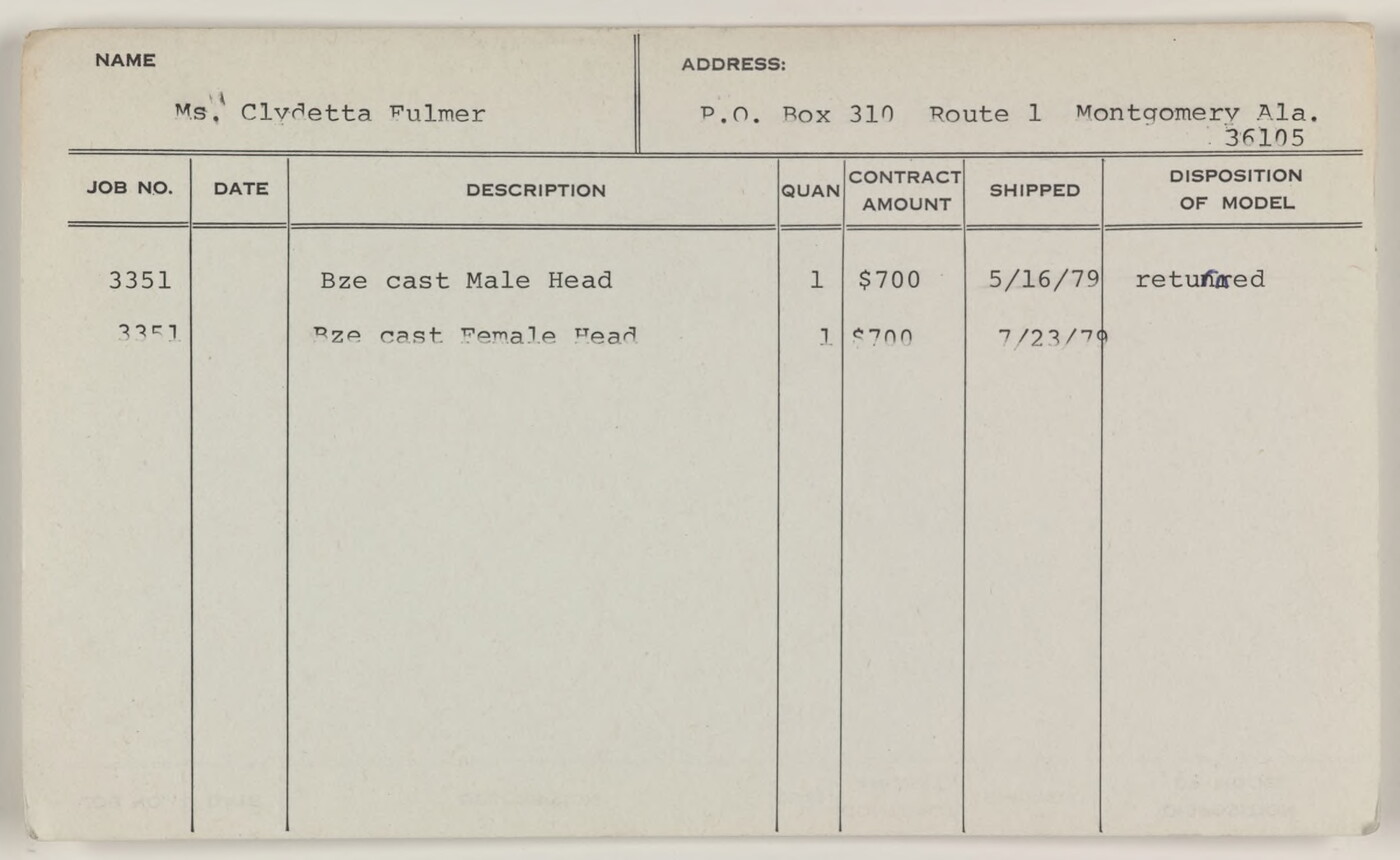 NAME ADDRESS:
Ms. Clydetta Fulmer P.O. Box 310 Route 1 Montgomery Ala.
36105
JOB NO. DATE DESCRIPTION QUAN CONTRACT AMOUNT SHIPPED DISPOSITION OF MODEL
3351 Bze cast Male Head 1 $700 5/16/79 returned
3351 Bze cast Female Head 1 $700 7/23/79